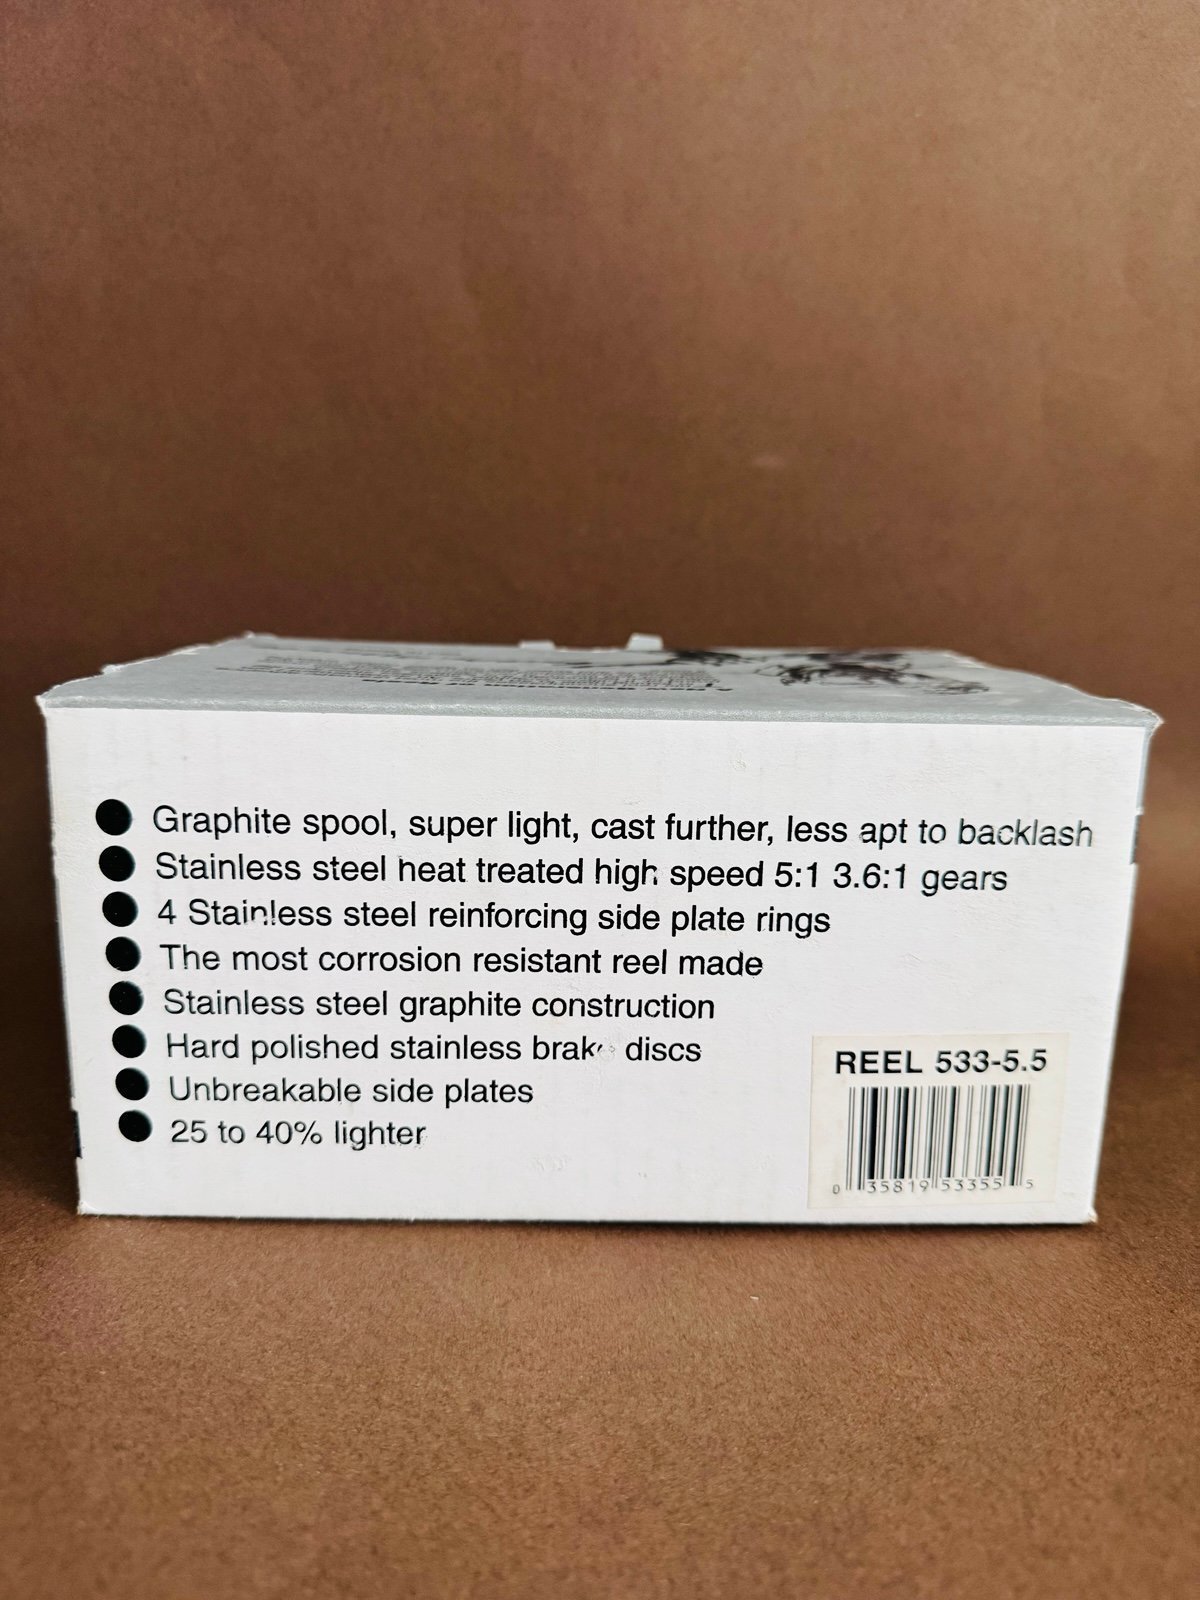 Graphite spool, super light, cast further, less apt to backlash
Stainless steel heat treated high speed 5:1 3.6:1 gears
4 Stainless steel reinforcing side plate rings
The most corrosion resistant reel made
Stainless steel graphite construction
Hard polished stainless brake discs
Unbreakable side plates
25 to 40% lighter
REEL 533-5.5
0 35819 53355 5